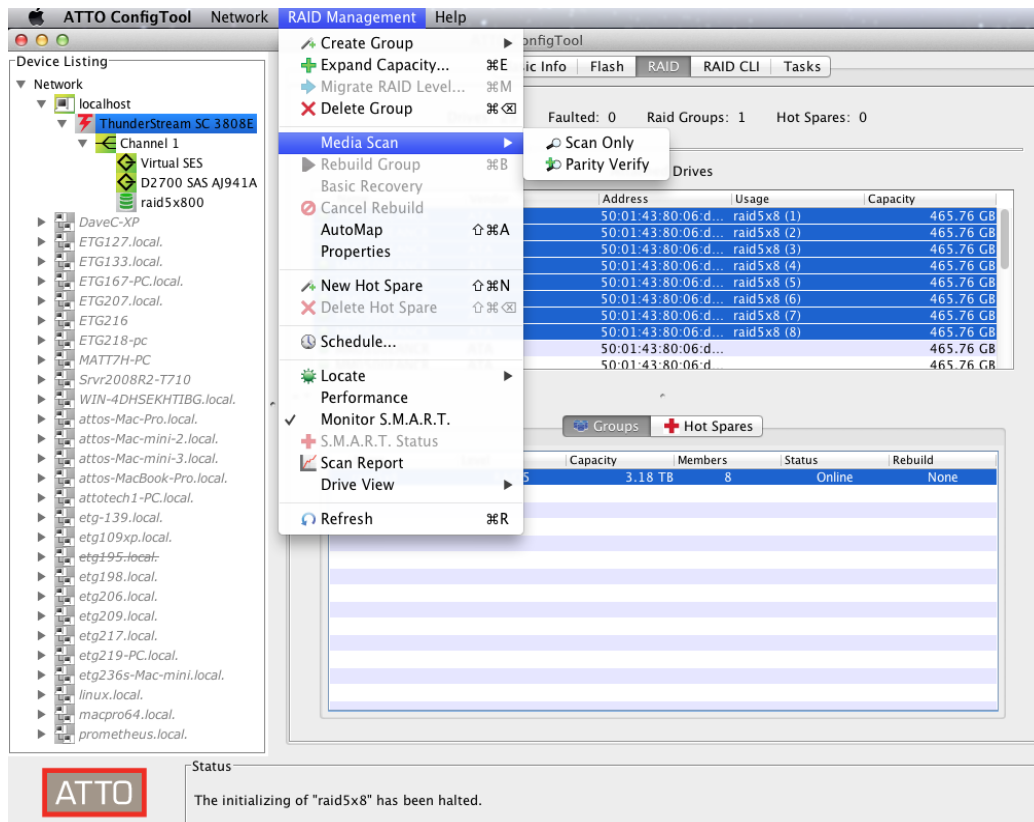 ATTO ConfigTool Network RAID Management Help
onfigTool
Device Listing
Network
localhost
ThunderStream SC 3808E
Channel 1
Virtual SES
D2700 SAS AJ941A
raid5x800
DaveC-XP
ETG127.local.
ETG133.local.
ETG167-PC.local.
ETG207.local.
ETG216
ETG218-pc
MATT7H-PC
Srvr2008R2-T710
WIN-4DHSEKHTIBG.local.
attos-Mac-Pro.local.
attos-Mac-mini-2.local.
attos-Mac-mini-3.local.
attos-MacBook-Pro.local.
attotech1-PC.local.
etg-139.local.
etg109xp.local.
etg195.local.
etg198.local.
etg206.local.
etg209.local.
etg217.local.
etg219-PC.local.
etg236s-Mac-mini.local.
linux.local.
macpro64.local.
prometheus.local.
Create Group
Expand Capacity... ⌘E
Migrate RAID Level... ⌘M
Delete Group ⌘⌫
Media Scan
Rebuild Group ⌘B
Basic Recovery
Cancel Rebuild
AutoMap ⇧⌘A
Properties
New Hot Spare ⇧⌘N
Delete Hot Spare ⇧⌘⌫
Schedule...
Locate
Performance
✓ Monitor S.M.A.R.T.
S.M.A.R.T. Status
Scan Report
Drive View
Refresh ⌘R
Scan Only
Parity Verify
ic Info Flash RAID RAID CLI Tasks
Faulted: 0 Raid Groups: 1 Hot Spares: 0
Drives
Address Usage Capacity
50:01:43:80:06:d... raid5x8 (1) 465.76 GB
50:01:43:80:06:d... raid5x8 (2) 465.76 GB
50:01:43:80:06:d... raid5x8 (3) 465.76 GB
50:01:43:80:06:d... raid5x8 (4) 465.76 GB
50:01:43:80:06:d... raid5x8 (5) 465.76 GB
50:01:43:80:06:d... raid5x8 (6) 465.76 GB
50:01:43:80:06:d... raid5x8 (7) 465.76 GB
50:01:43:80:06:d... raid5x8 (8) 465.76 GB
50:01:43:80:06:d... 465.76 GB
50:01:43:80:06:d... 465.76 GB
Groups Hot Spares
Capacity Members Status Rebuild
5 3.18 TB 8 Online None
ATTO
Status
The initializing of "raid5x8" has been halted.